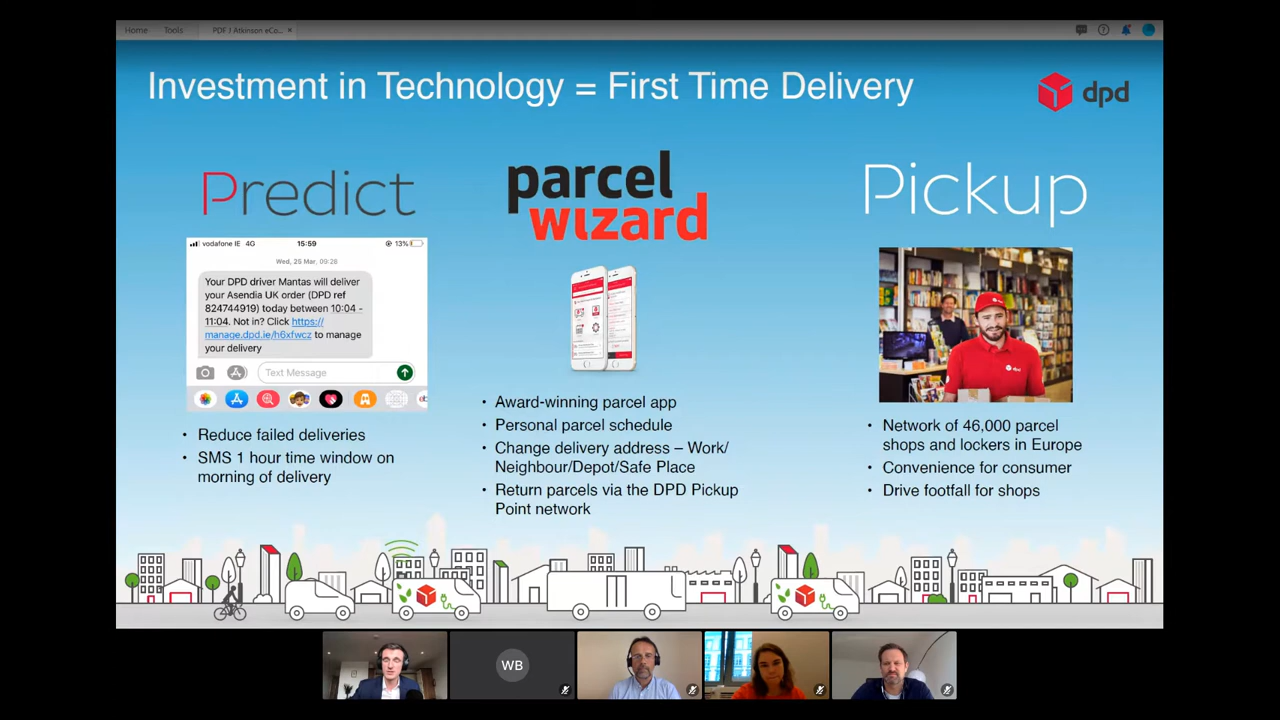 Home Tools PDF J Atkinson eCo... ×
Investment in Technology = First Time Delivery
dpd
Predict
vodafone IE 4G 15:59 13%
Wed, 25 Mar, 09:28
Your DPD driver Mantas will deliver
your Asendia UK order (DPD ref
824744919) today between 10:04 -
11:04. Not in? Click https://
manage.dpd.ie/h6xfwcz to manage
your delivery
Text Message
• Reduce failed deliveries
• SMS 1 hour time window on
morning of delivery
parcel
wizard
• Award-winning parcel app
• Personal parcel schedule
• Change delivery address – Work/
Neighbour/Depot/Safe Place
• Return parcels via the DPD Pickup
Point network
Pickup
dpd
• Network of 46,000 parcel
shops and lockers in Europe
• Convenience for consumer
• Drive footfall for shops
WB